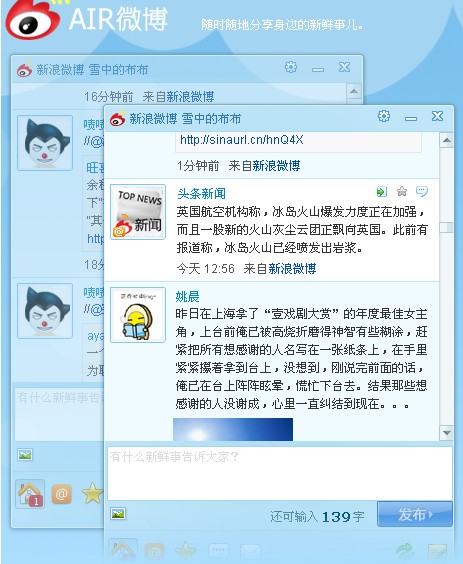 AIR微博
随时随地分享身边的新鲜事儿。
新浪微博 雪中的布布
16分钟前 来自新浪微博
喷喷
//@
旺
余
下"
"其
http
18分
喷喷
//@
aya
一个
为耶
有什么新鲜事告诉
1
新浪微博 雪中的布布
http://sinaurl.cn/hnQ4X
1分钟前 来自新浪微博
头条新闻
TOP NEWS
新闻
英国航空机构称，冰岛火山爆发力度正在加强，
而且一股新的火山灰尘云团正飘向英国。此前有
报道称，冰岛火山已经喷发出岩浆。
今天 12:56 来自新浪微博
姚晨
昨日在上海拿了“壹戏剧大赏”的年度最佳女主
角，上台前俺已被高烧折磨得神智有些糊涂，赶
紧把所有想感谢的人名写在一张纸条上，在手里
紧紧攥着拿到台上，没想到，刚说完前面的话，
俺已在台上阵阵眩晕，慌忙下台去。结果那些想
感谢的人没谢成，心里一直纠结到现在。。。
有什么新鲜事告诉大家？
还可输入 139 字
发布